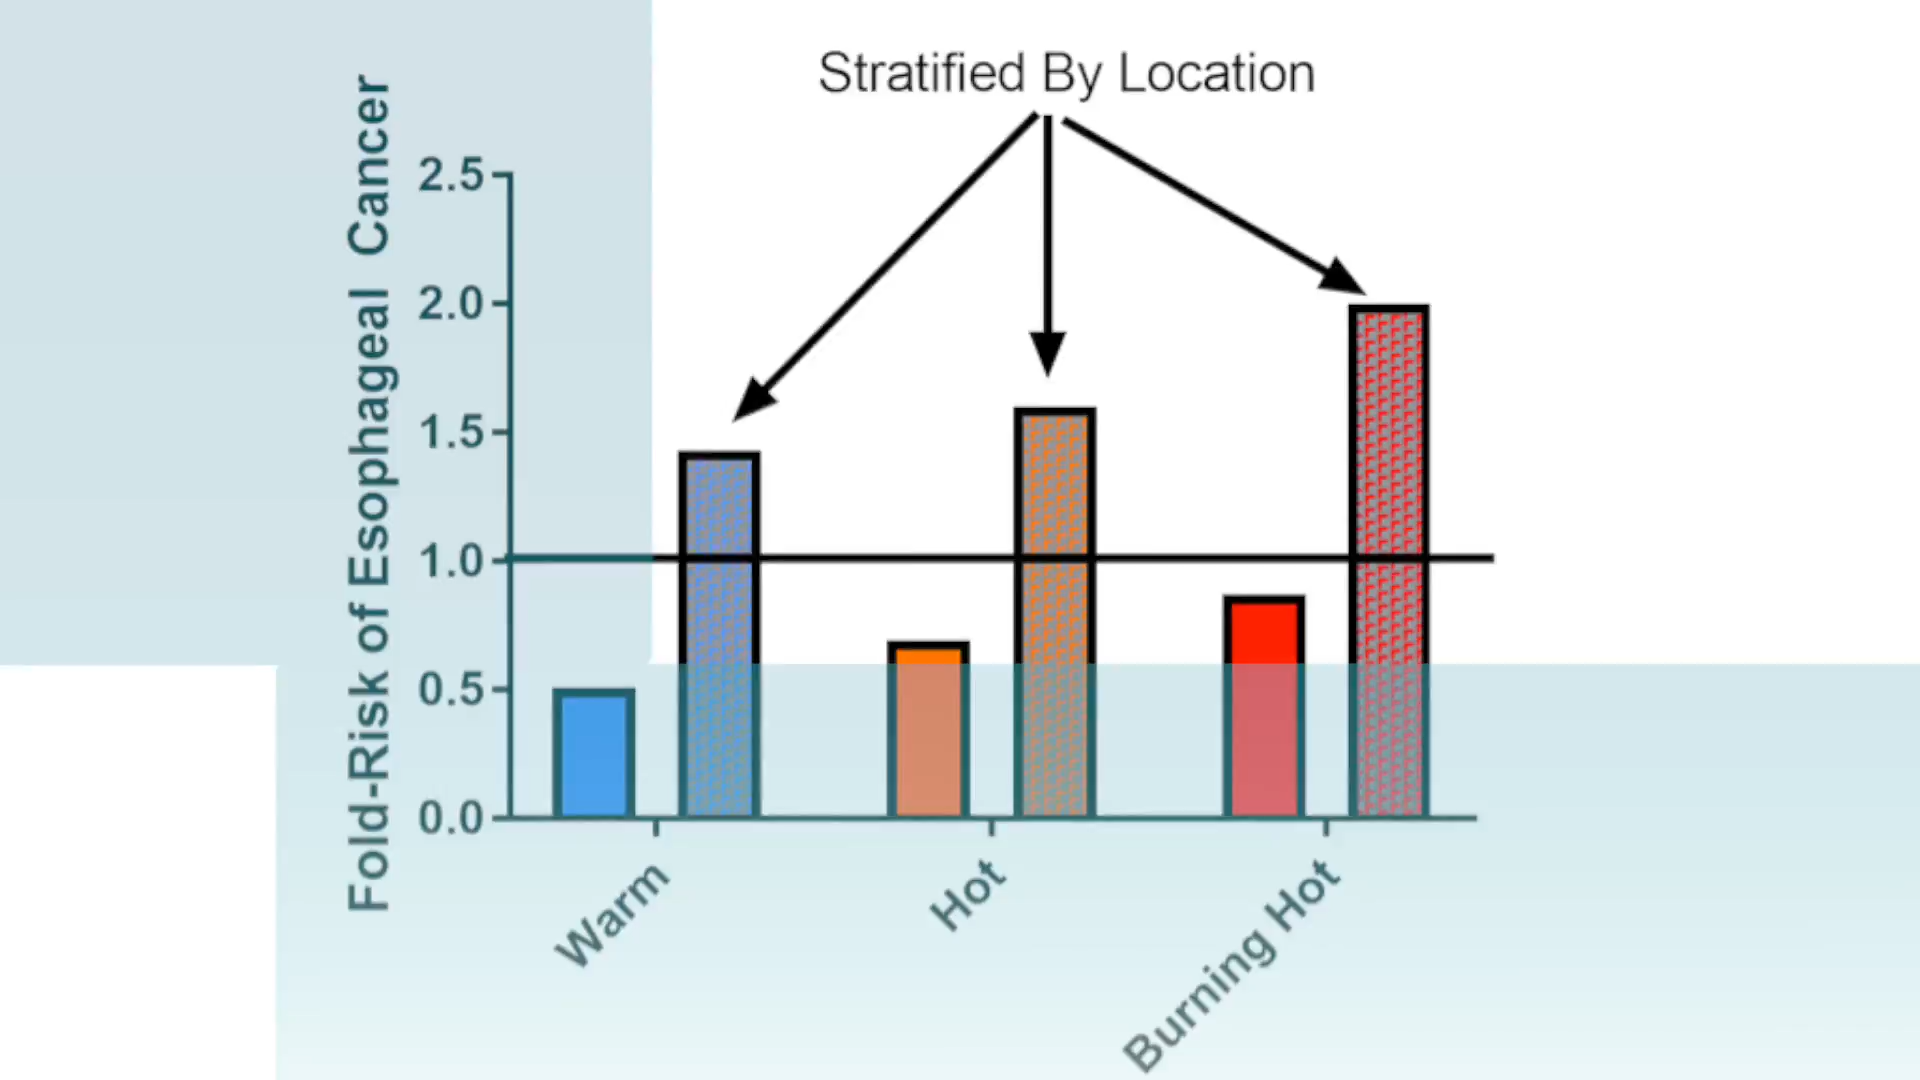 Stratified By Location
Fold-Risk of Esophageal Cancer
2.5
2.0
1.5
1.0
0.5
0.0
Warm
Hot
Burning Hot